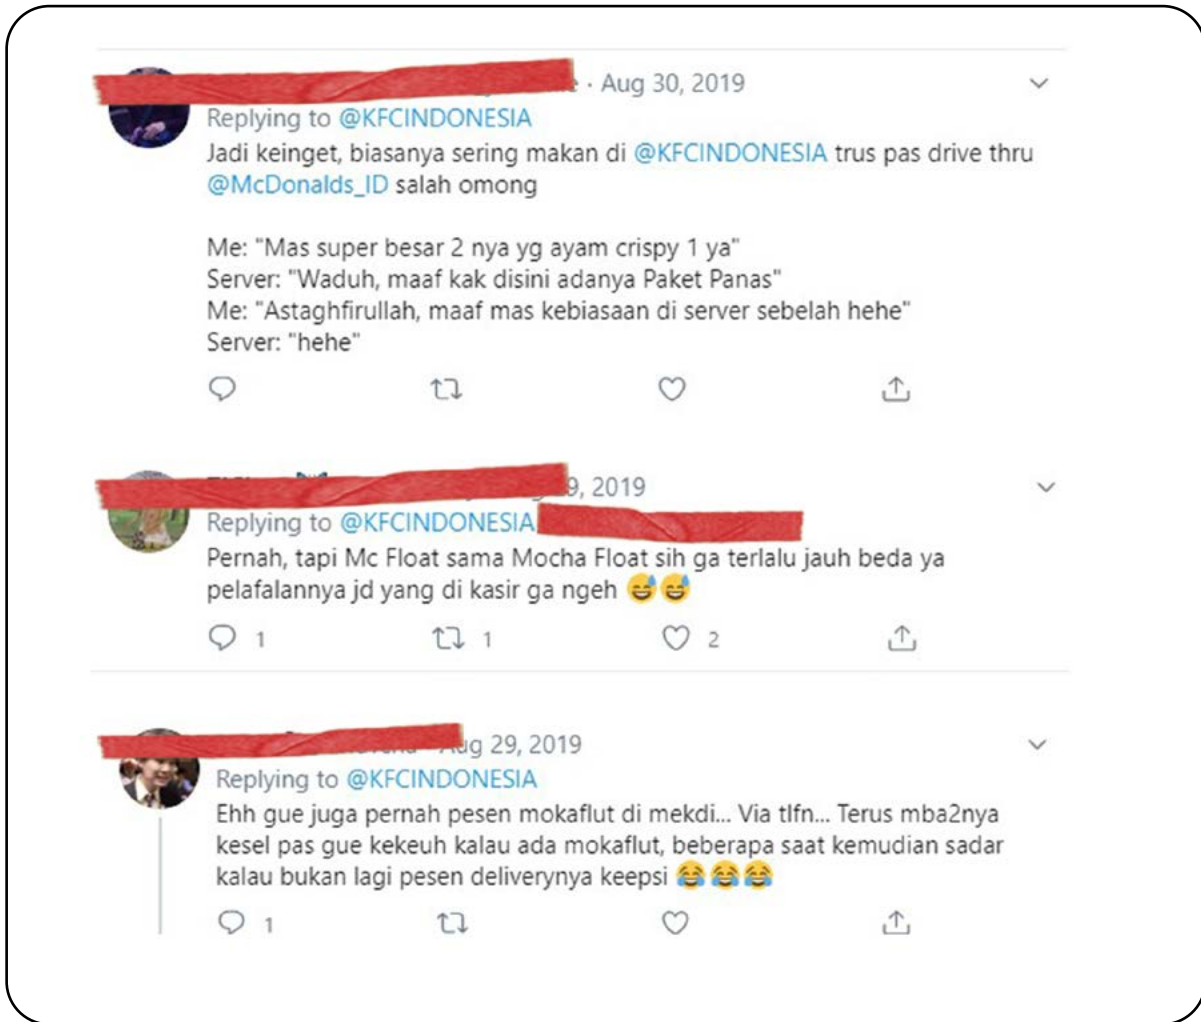 · Aug 30, 2019
Replying to @KFCINDONESIA
Jadi keinget, biasanya sering makan di @KFCINDONESIA trus pas drive thru
@McDonalds_ID salah omong
Me: "Mas super besar 2 nya yg ayam crispy 1 ya"
Server: "Waduh, maaf kak disini adanya Paket Panas"
Me: "Astaghfirullah, maaf mas kebiasaan di server sebelah hehe"
Server: "hehe"
9, 2019
Replying to @KFCINDONESIA
Pernah, tapi Mc Float sama Mocha Float sih ga terlalu jauh beda ya
pelafalannya jd yang di kasir ga ngeh 😅😅
1 1 2
Aug 29, 2019
Replying to @KFCINDONESIA
Ehh gue juga pernah pesen mokaflut di mekdi... Via tlfn... Terus mba2nya
kesel pas gue kekeuh kalau ada mokaflut, beberapa saat kemudian sadar
kalau bukan lagi pesen deliverynya keepsi 😂😂😂
1